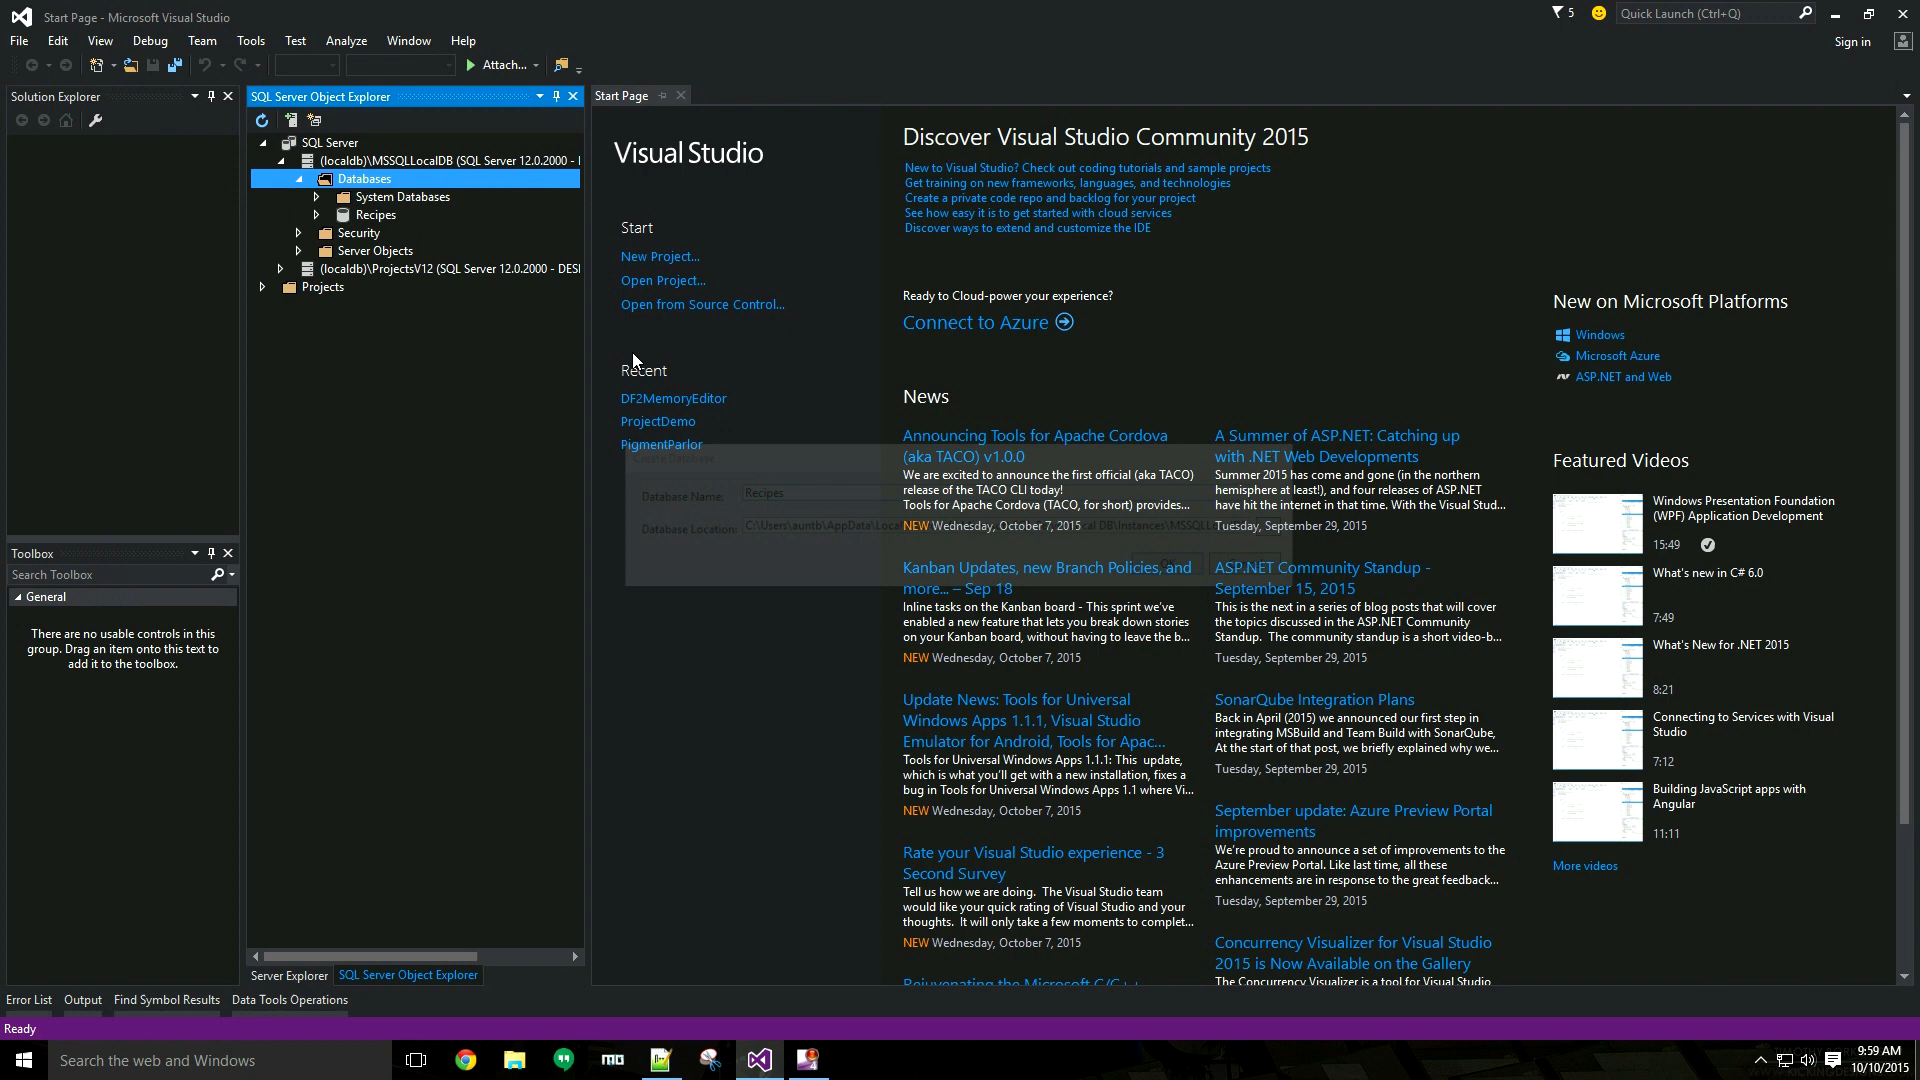 Start Page - Microsoft Visual Studio
5
Quick Launch (Ctrl+Q)
File Edit View Debug Team Tools Test Analyze Window Help
Sign in
Attach...
Solution Explorer
SQL Server Object Explorer
SQL Server
(localdb)\MSSQLLocalDB (SQL Server 12.0.2000 -
Databases
System Databases
Recipes
Security
Server Objects
(localdb)\ProjectsV12 (SQL Server 12.0.2000 - DESI
Projects
Toolbox
Search Toolbox
General
There are no usable controls in this
group. Drag an item onto this text to
add it to the toolbox.
Server Explorer SQL Server Object Explorer
Start Page
Visual Studio
Start
New Project...
Open Project...
Open from Source Control...
Recent
DF2MemoryEditor
ProjectDemo
PigmentParlor
Database Name: Recipes
Database Location: C:\Users\auntb\AppData\Local
Discover Visual Studio Community 2015
New to Visual Studio? Check out coding tutorials and sample projects
Get training on new frameworks, languages, and technologies
Create a private code repo and backlog for your project
See how easy it is to get started with cloud services
Discover ways to extend and customize the IDE
Ready to Cloud-power your experience?
Connect to Azure
News
Announcing Tools for Apache Cordova
(aka TACO) v1.0.0
We are excited to announce the first official (aka TACO)
release of the TACO CLI today!
Tools for Apache Cordova (TACO, for short) provides...
NEW Wednesday, October 7, 2015
Kanban Updates, new Branch Policies, and
more... – Sep 18
Inline tasks on the Kanban board - This sprint we've
enabled a new feature that lets you break down stories
on your Kanban board, without having to leave the b...
NEW Wednesday, October 7, 2015
Update News: Tools for Universal
Windows Apps 1.1.1, Visual Studio
Emulator for Android, Tools for Apac...
Tools for Universal Windows Apps 1.1.1: This update,
which is what you'll get with a new installation, fixes a
bug in Tools for Universal Windows Apps 1.1 where Vi...
NEW Wednesday, October 7, 2015
Rate your Visual Studio experience - 3
Second Survey
Tell us how we are doing. The Visual Studio team
would like your quick rating of Visual Studio and your
thoughts. It will only take a few moments to complet...
NEW Wednesday, October 7, 2015
Rejuvenating the Microsoft C/C++
A Summer of ASP.NET: Catching up
with .NET Web Developments
Summer 2015 has come and gone (in the northern
hemisphere at least!), and four releases of ASP.NET
have hit the internet in that time. With the Visual Stud...
Tuesday, September 29, 2015
ASP.NET Community Standup -
September 15, 2015
This is the next in a series of blog posts that will cover
the topics discussed in the ASP.NET Community
Standup. The community standup is a short video-b...
Tuesday, September 29, 2015
SonarQube Integration Plans
Back in April (2015) we announced our first step in
integrating MSBuild and Team Build with SonarQube,
At the start of that post, we briefly explained why we...
Tuesday, September 29, 2015
September update: Azure Preview Portal
improvements
We're proud to announce a set of improvements to the
Azure Preview Portal. Like last time, all these
enhancements are in response to the great feedback...
Tuesday, September 29, 2015
Concurrency Visualizer for Visual Studio
2015 is Now Available on the Gallery
The Concurrency Visualizer is a tool for Visual Studio
New on Microsoft Platforms
Windows
Microsoft Azure
ASP.NET and Web
Featured Videos
Windows Presentation Foundation
(WPF) Application Development
15:49
What's new in C# 6.0
7:49
What's New for .NET 2015
8:21
Connecting to Services with Visual
Studio
7:12
Building JavaScript apps with
Angular
11:11
More videos
Error List Output Find Symbol Results Data Tools Operations
Ready
Search the web and Windows
9:59 AM
10/10/2015